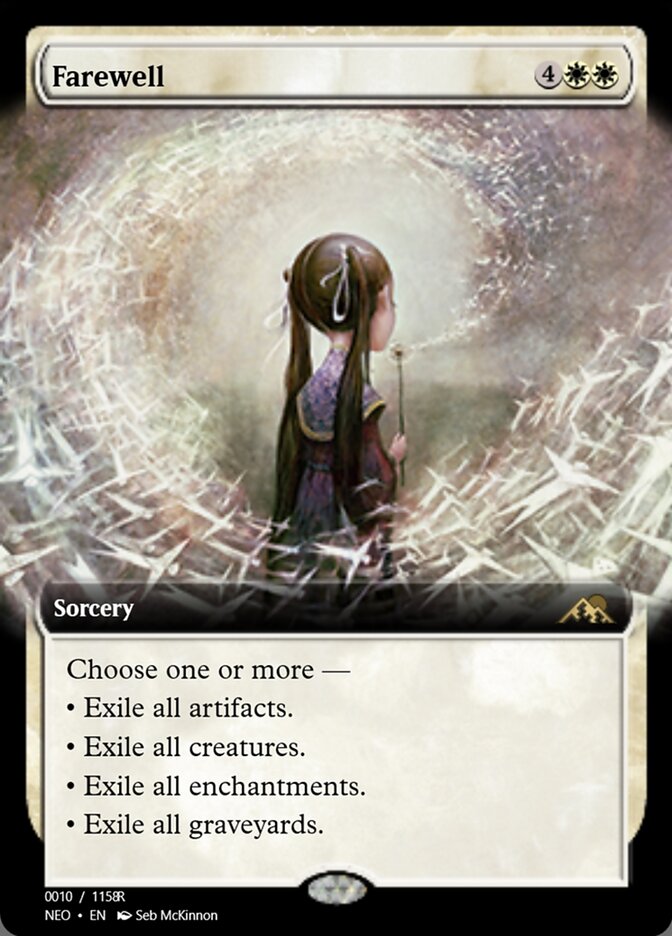 Farewell 4
Sorcery
Choose one or more —
• Exile all artifacts.
• Exile all creatures.
• Exile all enchantments.
• Exile all graveyards.
0010 / 1158R
NEO • EN Seb McKinnon